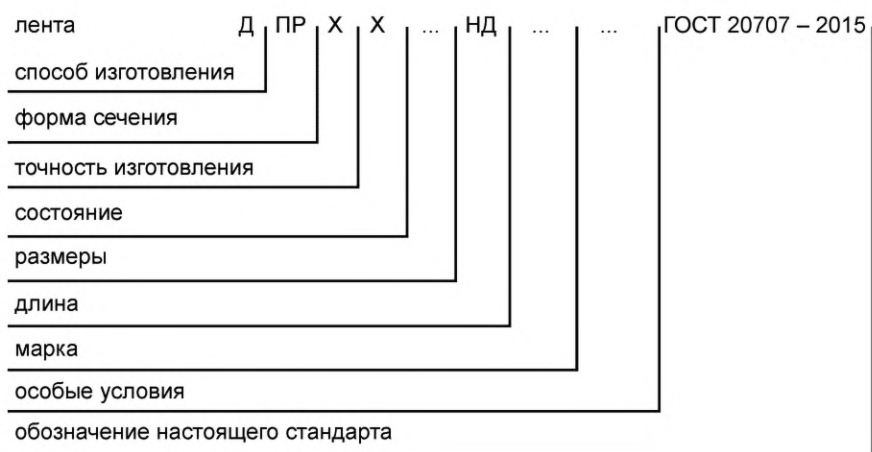 лента Д ПР Х Х ... НД ... ... ГОСТ 20707 – 2015
способ изготовления
форма сечения
точность изготовления
состояние
размеры
длина
марка
особые условия
обозначение настоящего стандарта